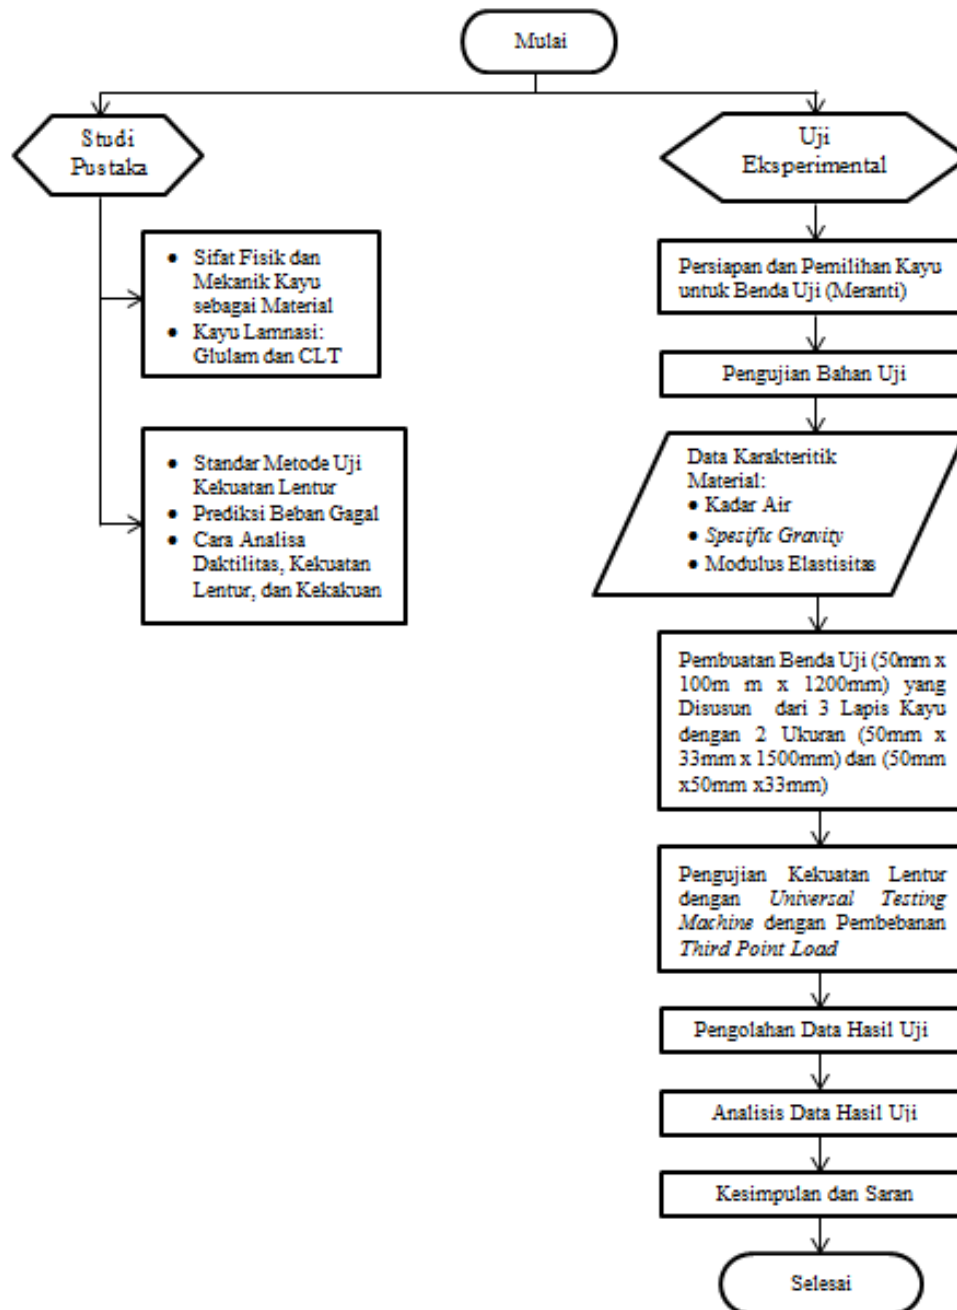 Mulai
Studi
Pustaka
• Sifat Fisik dan
Mekanik Kayu
sebagai Material
• Kayu Lamnasi:
Glulam dan CLT
• Standar Metode Uji
Kekuatan Lentur
• Prediksi Beban Gagal
• Cara Analisa
Daktilitas, Kekuatan
Lentur, dan Kekakuan
Uji
Eksperimental
Persiapan dan Pemilihan Kayu
untuk Benda Uji (Meranti)
Pengujian Bahan Uji
Data Karakteritik
Material:
• Kadar Air
• Spesific Gravity
• Modulus Elastisitas
Pembuatan Benda Uji (50mm x
100m m x 1200mm) yang
Disusun dari 3 Lapis Kayu
dengan 2 Ukuran (50mm x
33mm x 1500mm) dan (50mm
x50mm x33mm)
Pengujian Kekuatan Lentur
dengan Universal Testing
Machine dengan Pembebanan
Third Point Load
Pengolahan Data Hasil Uji
Analisis Data Hasil Uji
Kesimpulan dan Saran
Selesai